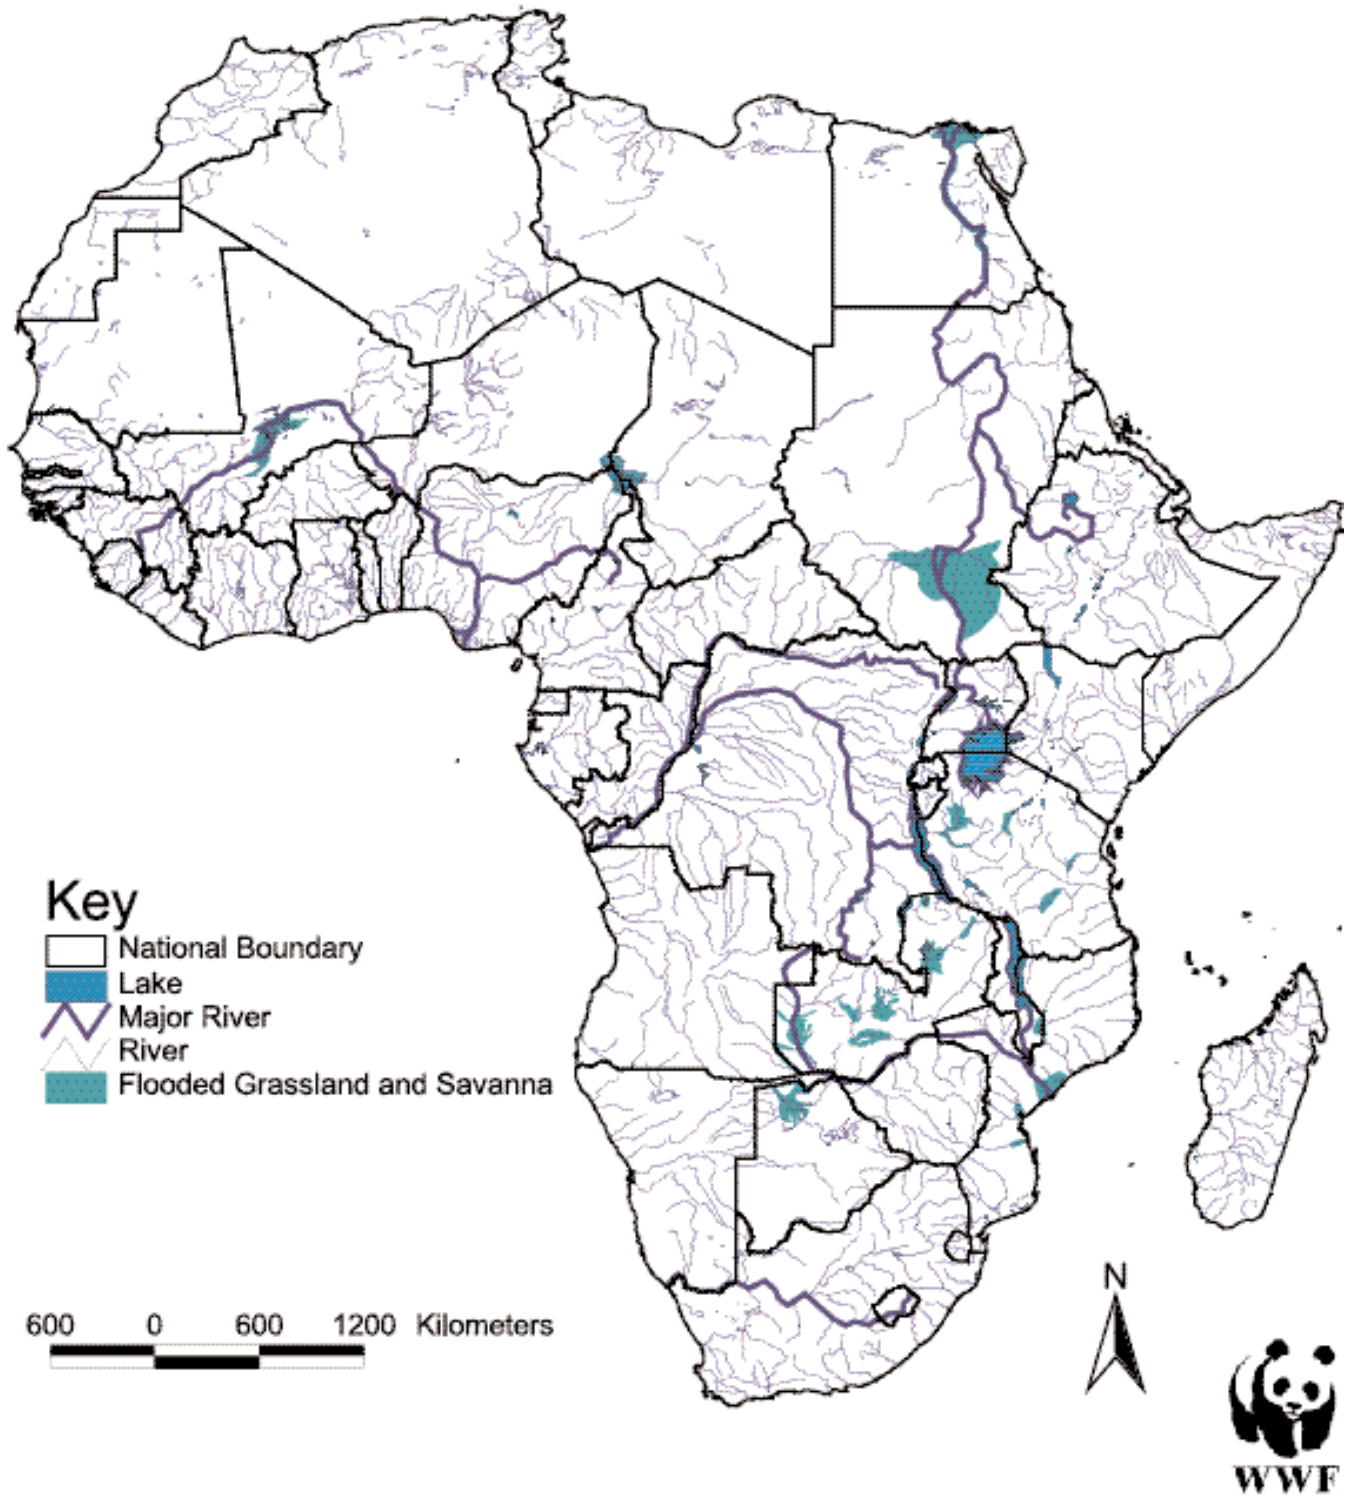 Key
National Boundary
Lake
Major River
River
Flooded Grassland and Savanna
600 0 600 1200 Kilometers
N
WWF